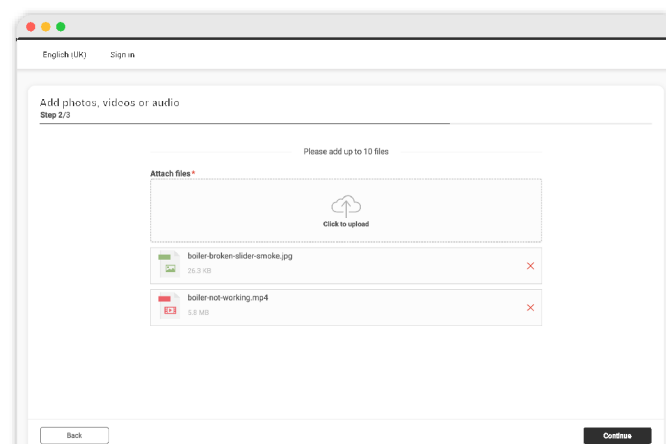 English (UK) Sign in
Add photos, videos or audio
Step 2/3
Please add up to 10 files
Attach files*
Click to upload
boiler-broken-slider-smoke.jpg
26.3 KB
boiler-not-working.mp4
5.8 MB
Back Continue